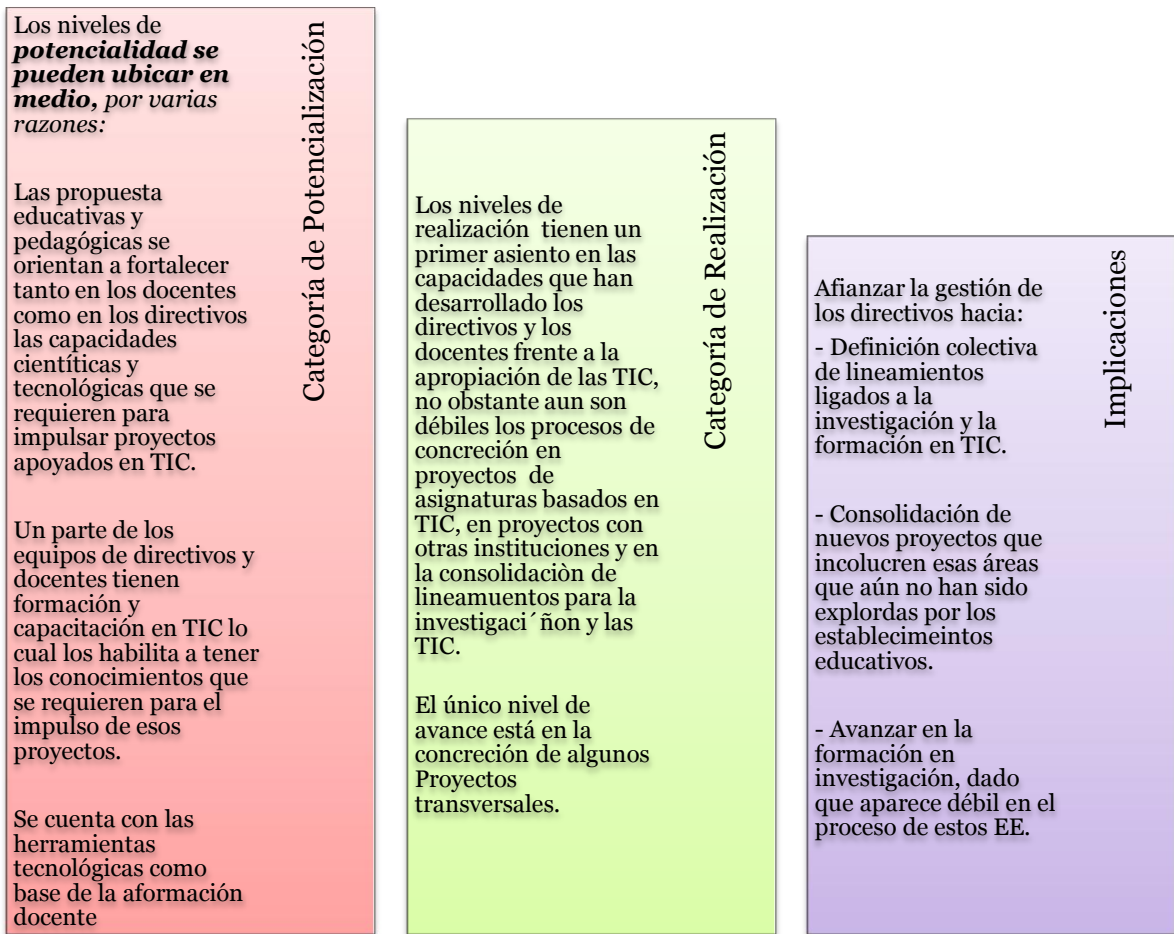 Los niveles de
potencialidad se
pueden ubicar en
medio, por varias
razones:
Las propuesta
educativas y
pedagógicas se
orientan a fortalecer
tanto en los docentes
como en los directivos
las capacidades
cientíticas y
tecnológicas que se
requieren para
impulsar proyectos
apoyados en TIC.
Un parte de los
equipos de directivos y
docentes tienen
formación y
capacitación en TIC lo
cual los habilita a tener
los conocimientos que
se requieren para el
impulso de esos
proyectos.
Se cuenta con las
herramientas
tecnológicas como
base de la aformación
docente
Categoría de Potencialización
Los niveles de
realización tienen un
primer asiento en las
capacidades que han
desarrollado los
directivos y los
docentes frente a la
apropiación de las TIC,
no obstante aun son
débiles los procesos de
concreción en
proyectos de
asignaturas basados en
TIC, en proyectos con
otras instituciones y en
la consolidaciòn de
lineamuentos para la
investigaci´ñon y las
TIC.
El único nivel de
avance está en la
concreción de algunos
Proyectos
transversales.
Categoría de Realización
Afianzar la gestión de
los directivos hacia:
- Definición colectiva
de lineamientos
ligados a la
investigación y la
formación en TIC.
- Consolidación de
nuevos proyectos que
incolucren esas áreas
que aún no han sido
explordas por los
establecimeintos
educativos.
- Avanzar en la
formación en
investigación, dado
que aparece débil en el
proceso de estos EE.
Implicaciones